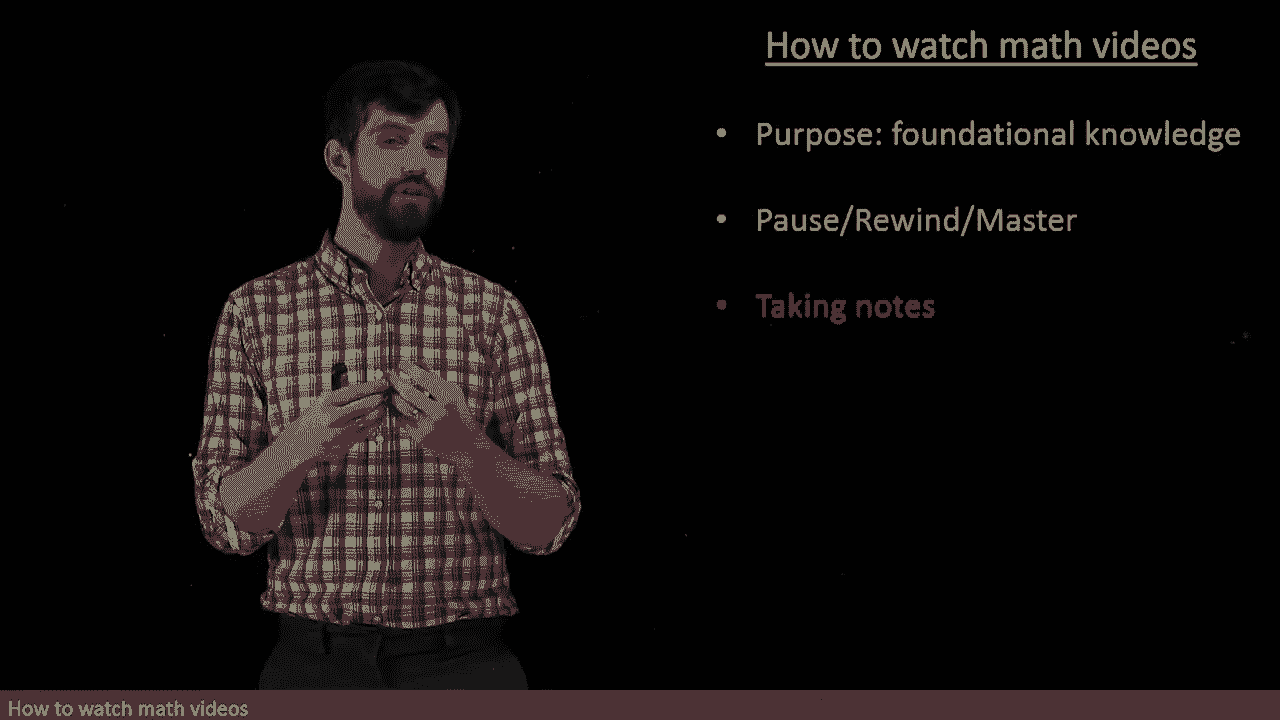 How to watch math videos
• Purpose: foundational knowledge
• Pause/Rewind/Master
• Taking notes
How to watch math videos